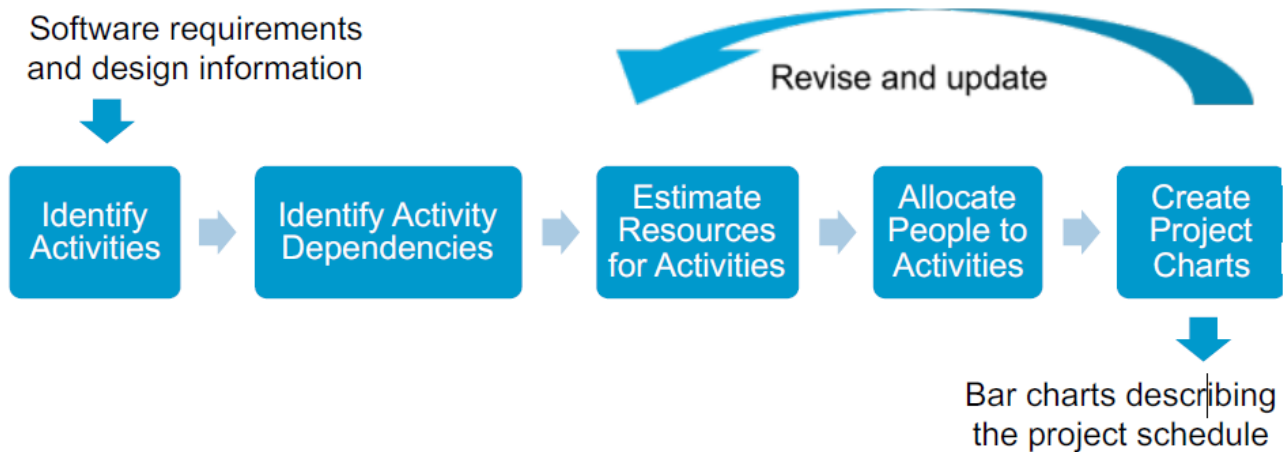 Software requirements
and design information
Revise and update
Identify
Activities
Identify Activity
Dependencies
Estimate
Resources
for Activities
Allocate
People to
Activities
Create
Project
Charts
Bar charts describing
the project schedule